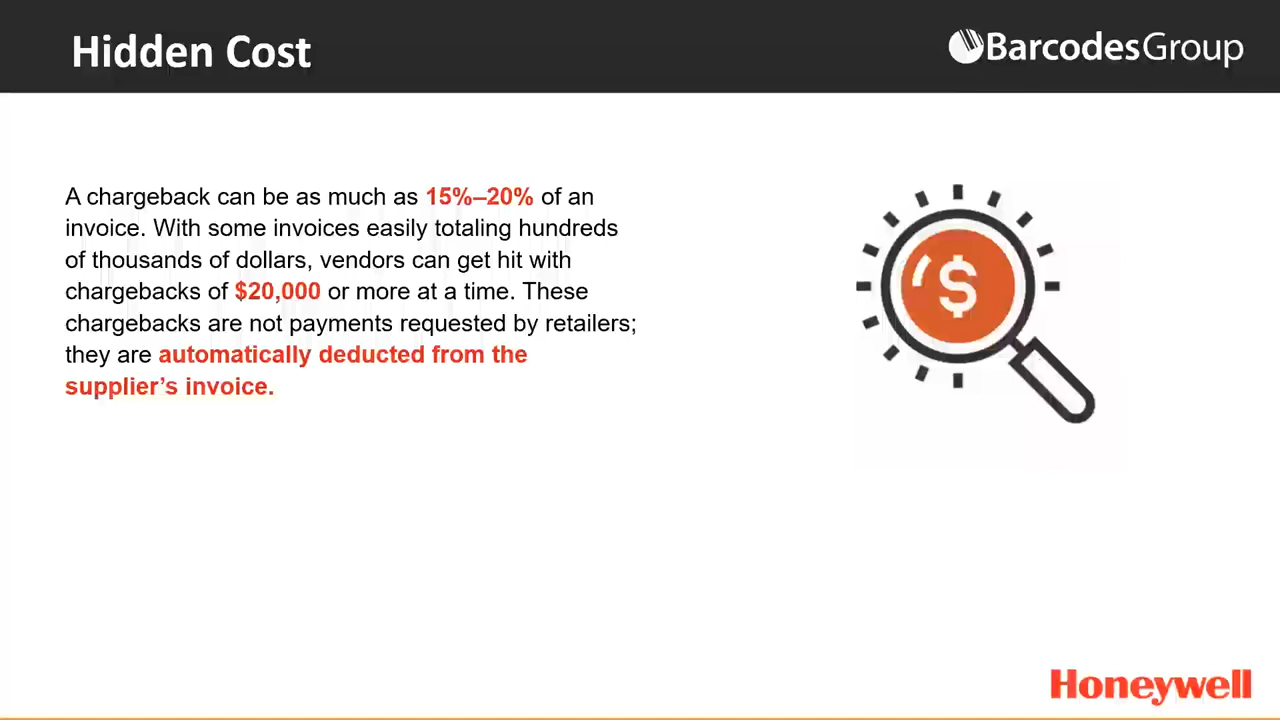 Hidden Cost
BarcodesGroup
A chargeback can be as much as 15%–20% of an
invoice. With some invoices easily totaling hundreds
of thousands of dollars, vendors can get hit with
chargebacks of $20,000 or more at a time. These
chargebacks are not payments requested by retailers;
they are automatically deducted from the
supplier’s invoice.
$
Honeywell